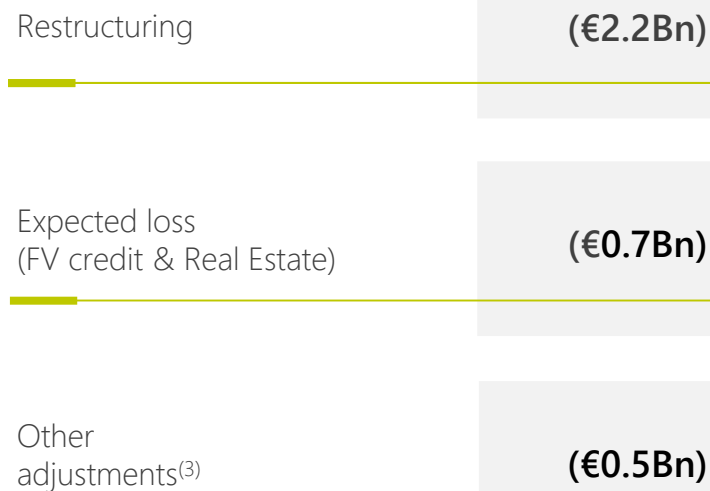 Restructuring (€2.2Bn)
Expected loss
(FV credit & Real Estate) (€0.7Bn)
Other
adjustments(3) (€0.5Bn)